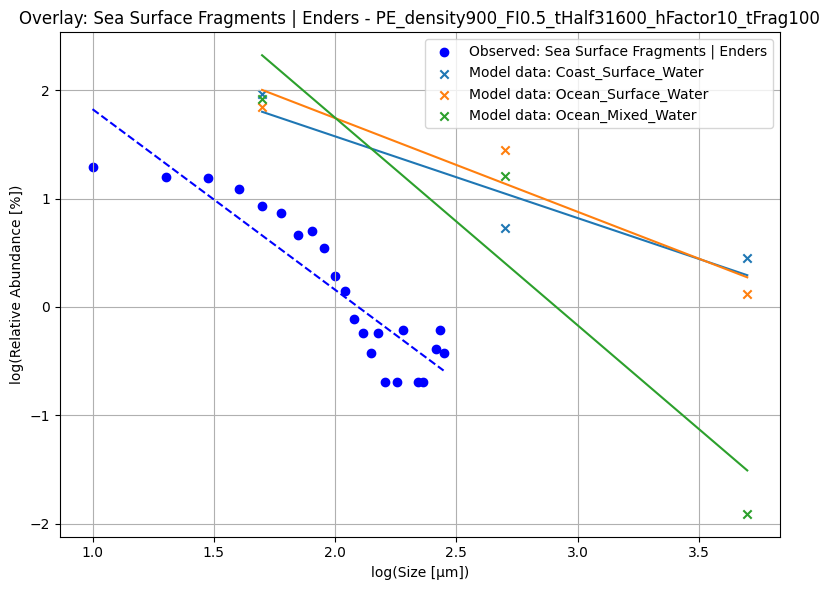 Overlay: Sea Surface Fragments | Enders - PE_density900_FI0.5_tHalf31600_hFactor10_tFrag100
Observed: Sea Surface Fragments | Enders
Model data: Coast_Surface_Water
Model data: Ocean_Surface_Water
Model data: Ocean_Mixed_Water
log(Relative Abundance [%])
2
1
0
−1
−2
1.0 1.5 2.0 2.5 3.0 3.5
log(Size [μm])